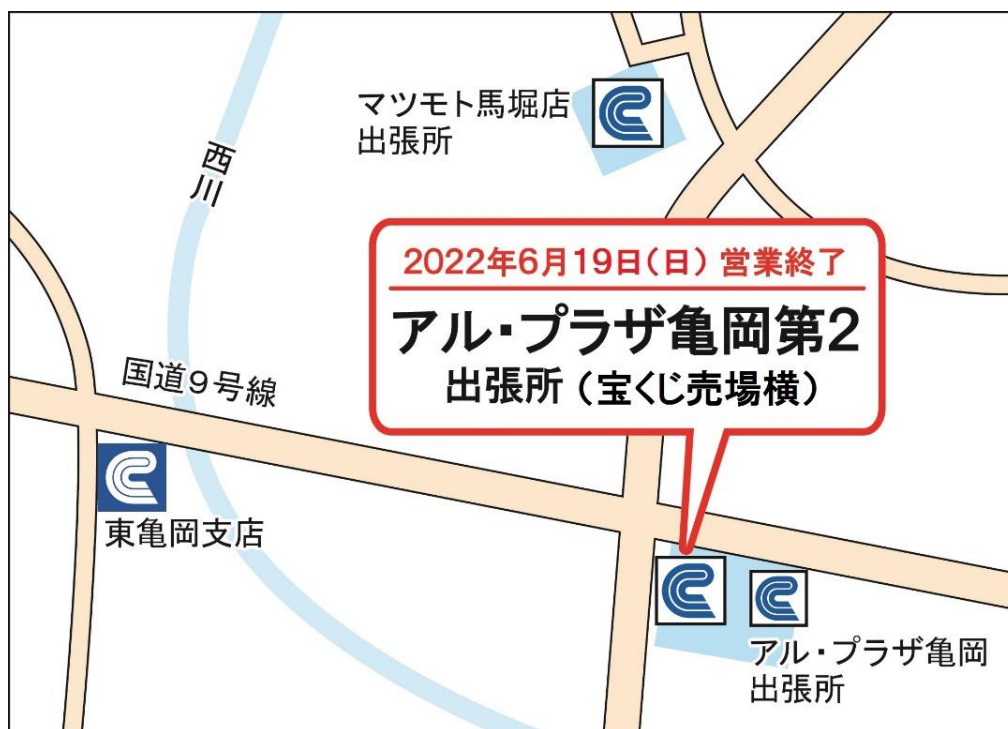 マツモト馬堀店
出張所
西川
2022年6月19日(日) 営業終了
アル・プラザ亀岡第2
出張所(宝くじ売場横)
国道9号線
東亀岡支店
アル・プラザ亀岡
出張所